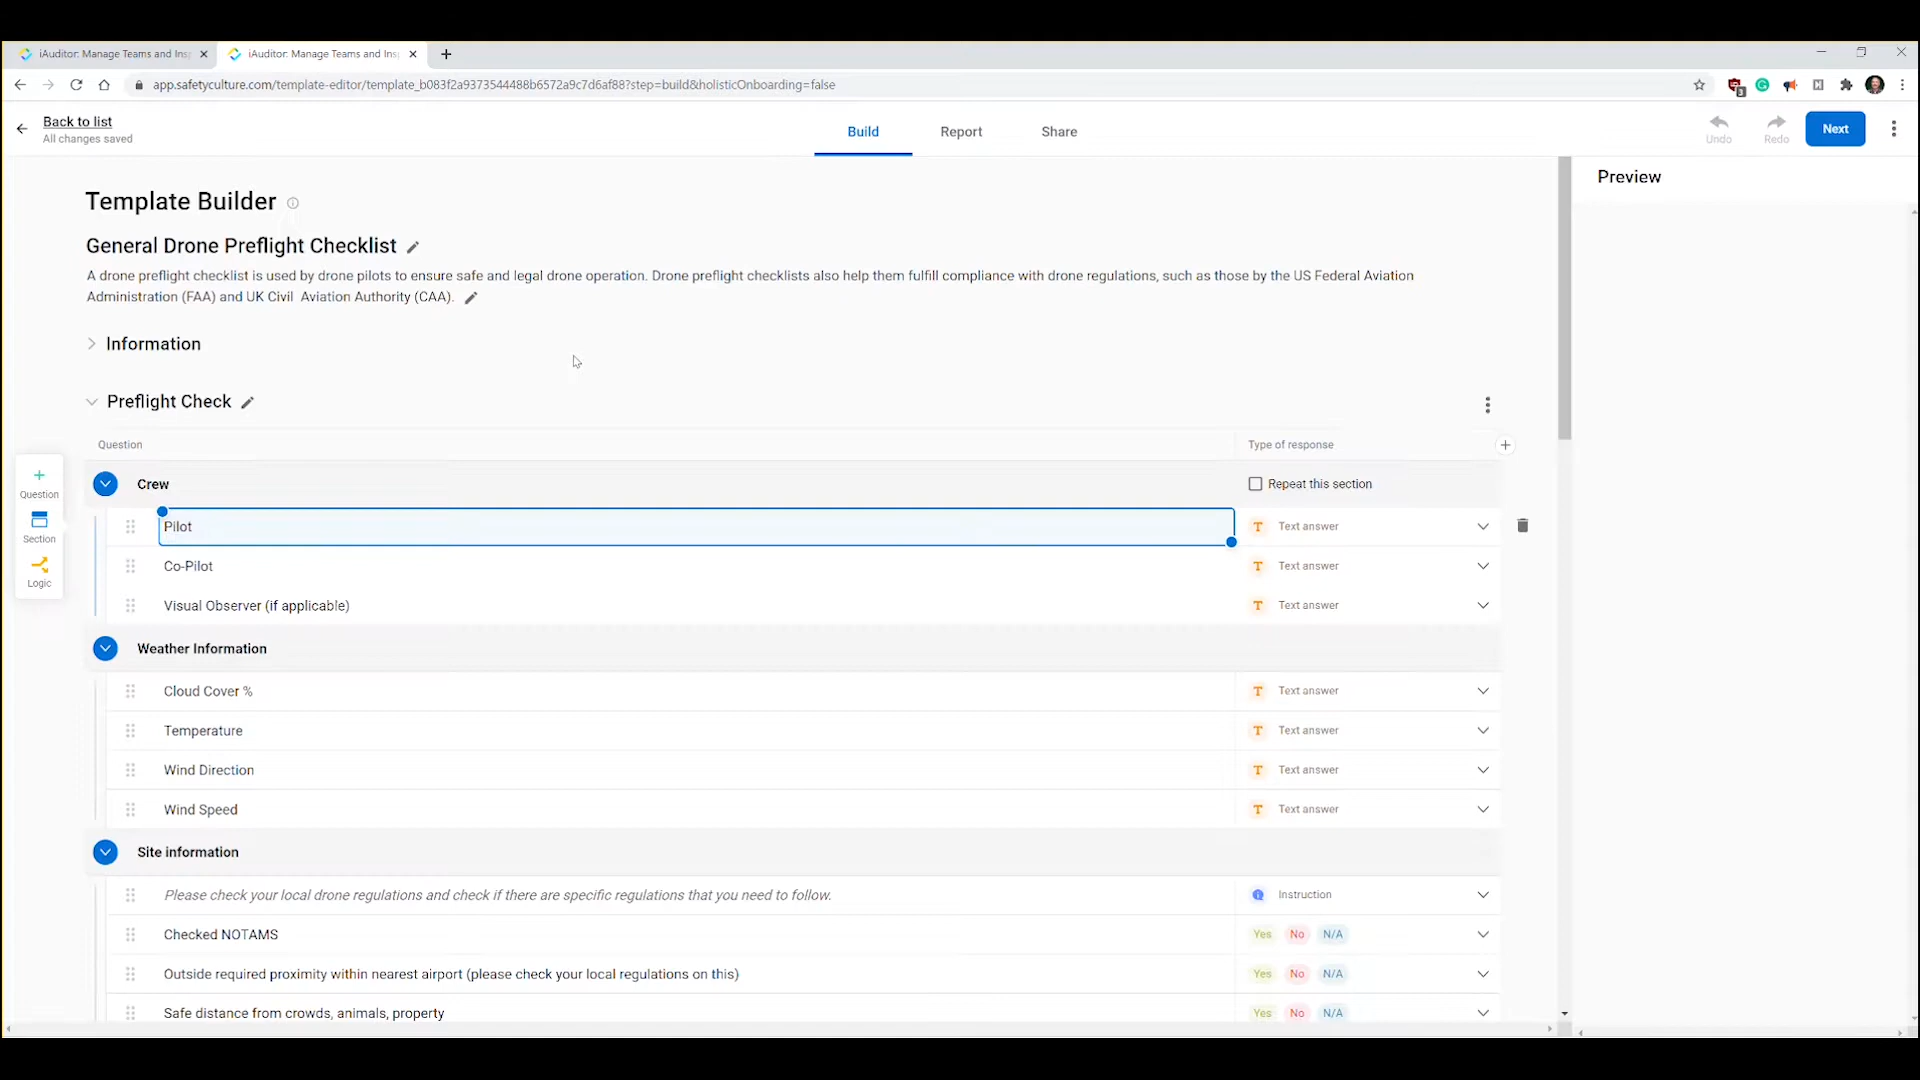 iAuditor: Manage Teams and Insp
iAuditor: Manage Teams and Insp
app.safetyculture.com/template-editor/template_b083f2a9373544488b6572a9c7d6af88?step=build&holisticOnboarding=false
3
Back to list
All changes saved
Build
Report
Share
Undo
Redo
Next
Template Builder
Preview
General Drone Preflight Checklist
A drone preflight checklist is used by drone pilots to ensure safe and legal drone operation. Drone preflight checklists also help them fulfill compliance with drone regulations, such as those by the US Federal Aviation
Administration (FAA) and UK Civil Aviation Authority (CAA).
Information
Preflight Check
Question
Type of response
Question
Section
Logic
Crew
Repeat this section
Pilot
T Text answer
Co-Pilot
T Text answer
Visual Observer (if applicable)
T Text answer
Weather Information
Cloud Cover %
T Text answer
Temperature
T Text answer
Wind Direction
T Text answer
Wind Speed
T Text answer
Site information
Please check your local drone regulations and check if there are specific regulations that you need to follow.
Instruction
Checked NOTAMS
Yes No N/A
Outside required proximity within nearest airport (please check your local regulations on this)
Yes No N/A
Safe distance from crowds, animals, property
Yes No N/A